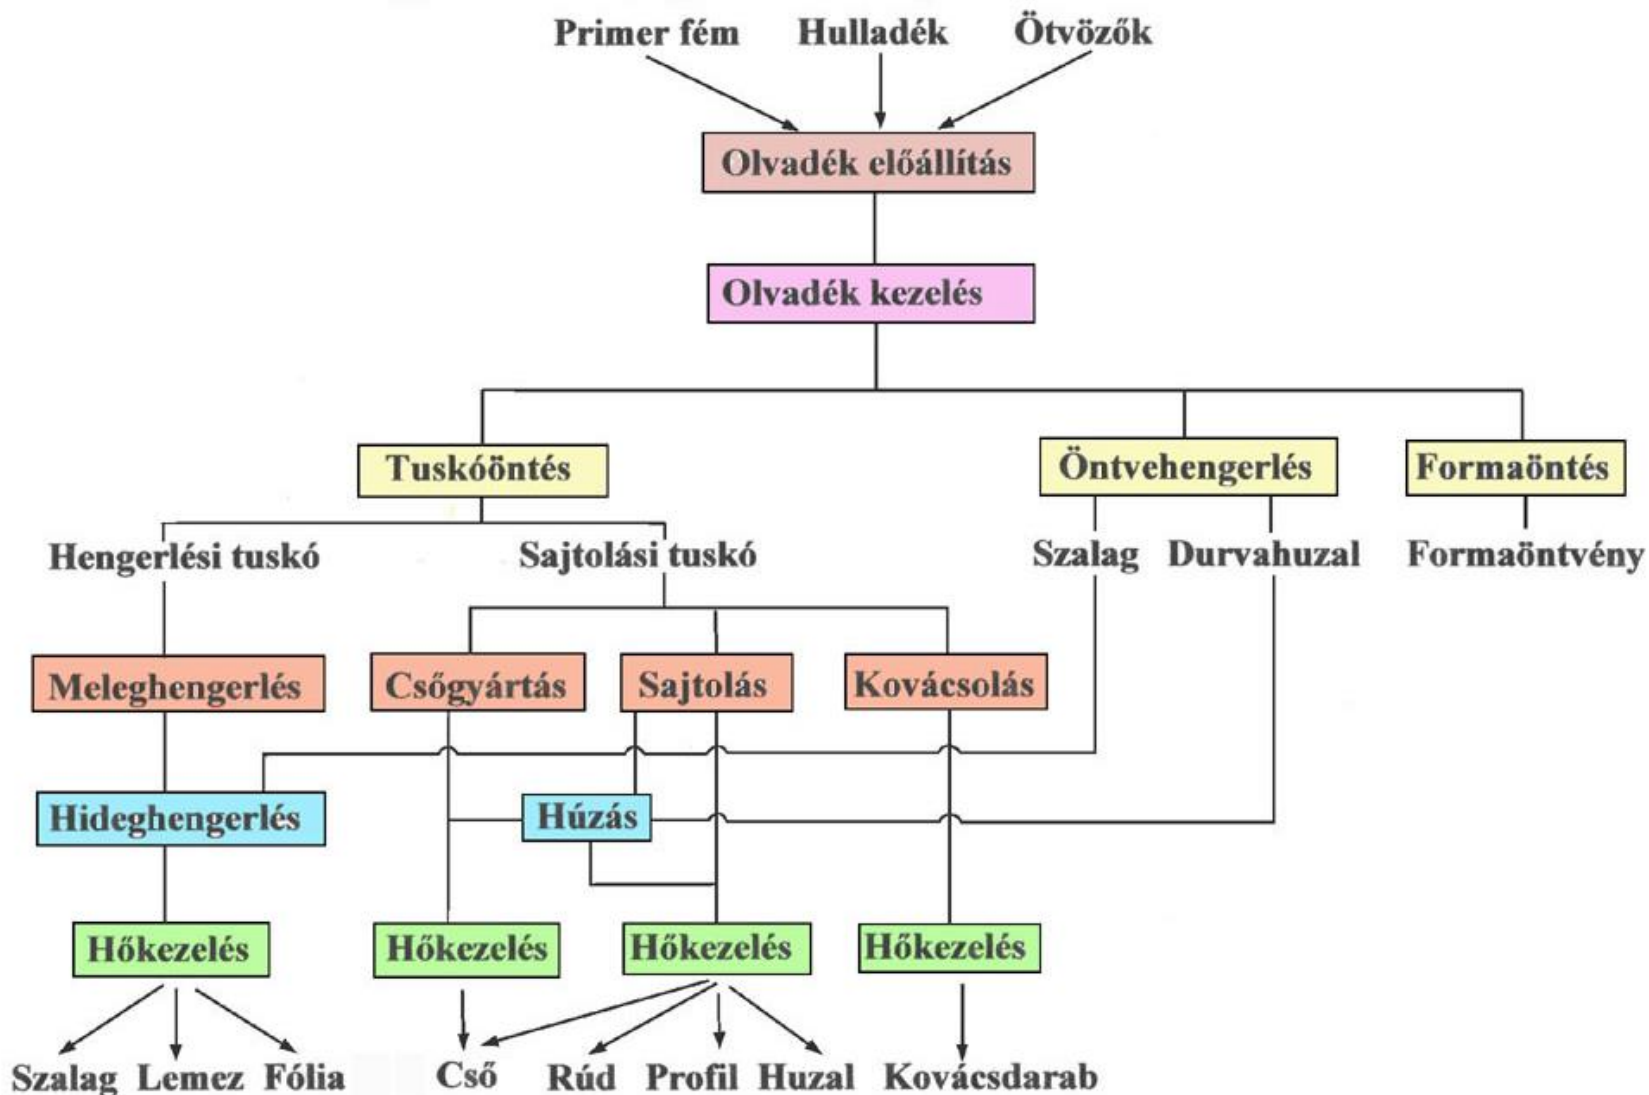 Primer fém Hulladék Ötvözők
Olvadék előállítás
Olvadék kezelés
Tuskóöntés Öntvehengerlés Formaöntés
Hengerlési tuskó Sajtolási tuskó Szalag Durvahuzal Formaöntvény
Meleghengerlés Csőgyártás Sajtolás Kovácsolás
Hideghengerlés Húzás
Hőkezelés Hőkezelés Hőkezelés Hőkezelés
Szalag Lemez Fólia Cső Rúd Profil Huzal Kovácsdarab